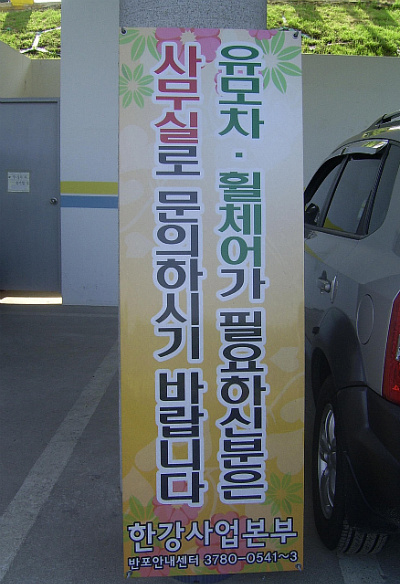 유모차 · 휠체어가 필요하신분은
사무실로 문의하시기 바랍니다
한강사업본부
반포안내센터 3780-0541~3